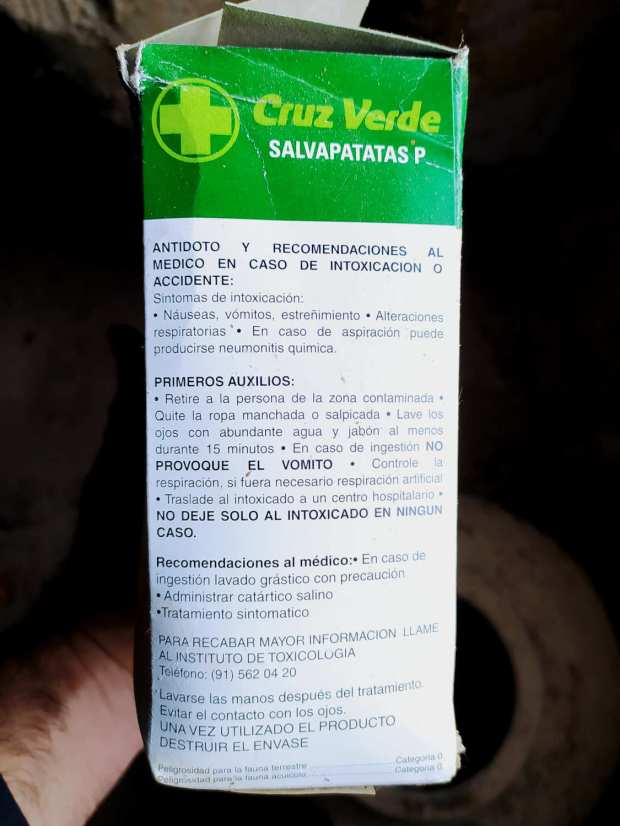 Cruz Verde
SALVAPATATAS P
ANTIDOTO Y RECOMENDACIONES AL
MEDICO EN CASO DE INTOXICACION O
ACCIDENTE:
Sintomas de intoxicación:
• Náuseas, vómitos, estreñimiento • Alteraciones
respiratorias • En caso de aspiración puede
producirse neumonitis quimica.
PRIMEROS AUXILIOS:
• Retire a la persona de la zona contaminada •
Quite la ropa manchada o salpicada • Lave los
ojos con abundante agua y jabón al menos
durante 15 minutos • En caso de ingestión NO
PROVOQUE EL VOMITO • Controle la
respiración, si fuera necesario respiración artificial
• Traslade al intoxicado a un centro hospitalario •
NO DEJE SOLO AL INTOXICADO EN NINGUN
CASO.
Recomendaciones al médico:• En caso de
ingestión lavado grástico con precaución
•Administrar catártico salino
•Tratamiento sintomatico
PARA RECABAR MAYOR INFORMACION LLAME
AL INSTITUTO DE TOXICOLOGIA
Teléfono: (91) 562 04 20
Lavarse las manos después del tratamiento.
Evitar el contacto con los ojos.
UNA VEZ UTILIZADO EL PRODUCTO
DESTRUIR EL ENVASE
Peligrosidad para la fauna terrestre ........................ Categoria 0
Peligrosidad para la fauna acuicola ........................ Categoria 0